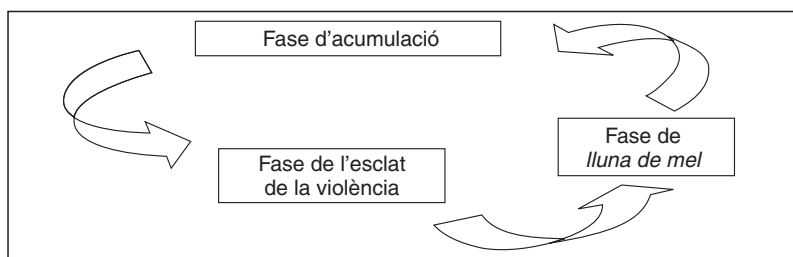 Fase d’acumulació
Fase de l’esclat
de la violència
Fase de
lluna de mel